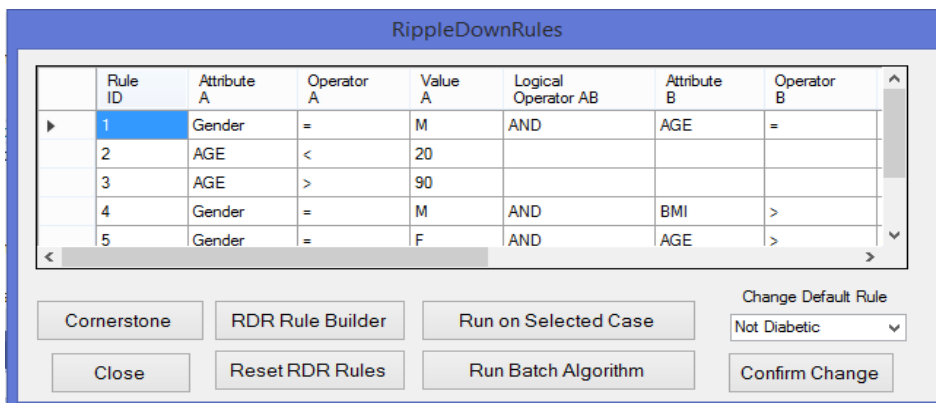 RippleDownRules
Rule ID Attribute A Operator A Value A Logical Operator AB Attribute B Operator B
1 Gender = M AND AGE =
2 AGE < 20
3 AGE > 90
4 Gender = M AND BMI >
5 Gender = F AND AGE >
Change Default Rule
Cornerstone RDR Rule Builder Run on Selected Case Not Diabetic
Close Reset RDR Rules Run Batch Algorithm Confirm Change